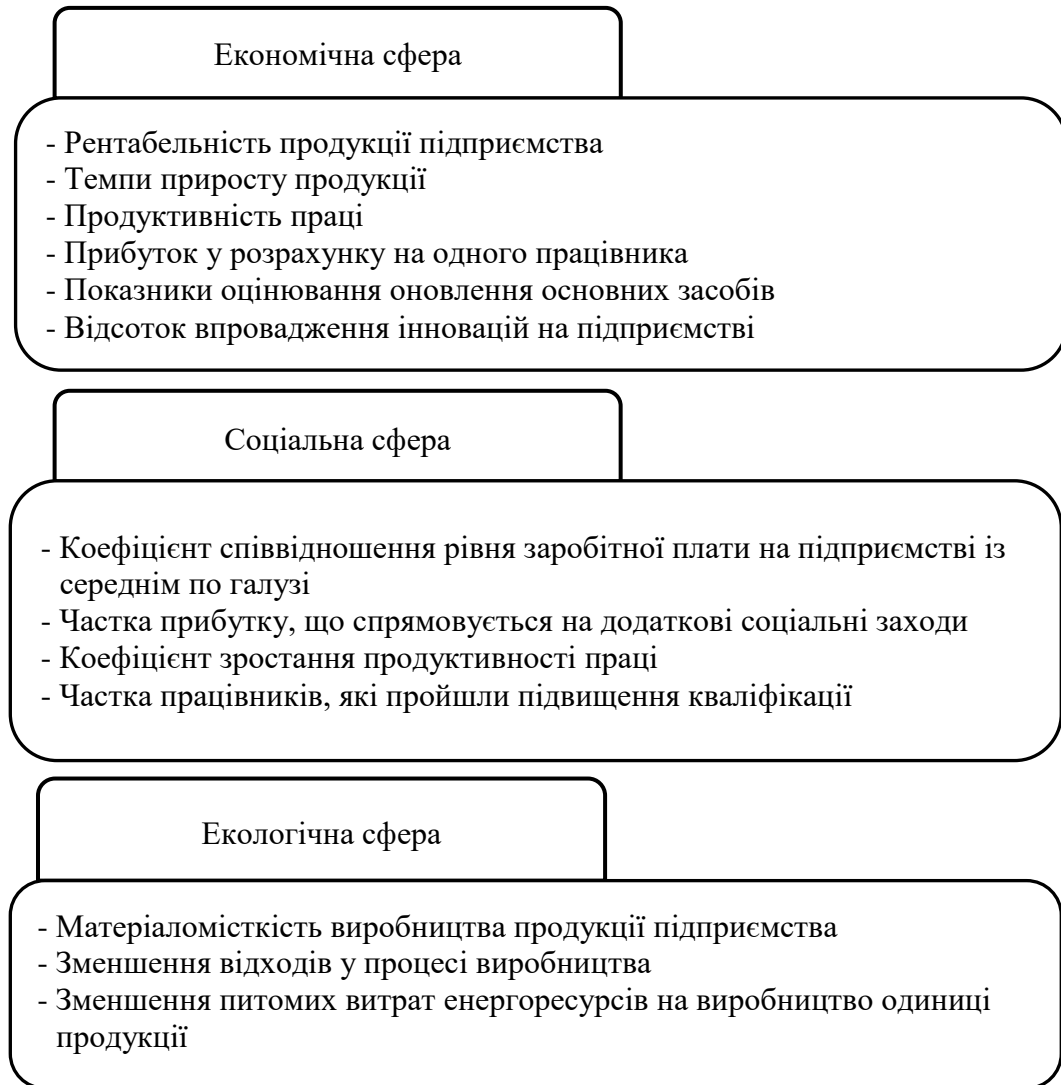 Економічна сфера
- Рентабельність продукції підприємства
- Темпи приросту продукції
- Продуктивність праці
- Прибуток у розрахунку на одного працівника
- Показники оцінювання оновлення основних засобів
- Відсоток впровадження інновацій на підприємстві
Соціальна сфера
- Коефіцієнт співвідношення рівня заробітної плати на підприємстві із
середнім по галузі
- Частка прибутку, що спрямовується на додаткові соціальні заходи
- Коефіцієнт зростання продуктивності праці
- Частка працівників, які пройшли підвищення кваліфікації
Екологічна сфера
- Матеріаломісткість виробництва продукції підприємства
- Зменшення відходів у процесі виробництва
- Зменшення питомих витрат енергоресурсів на виробництво одиниці
продукції